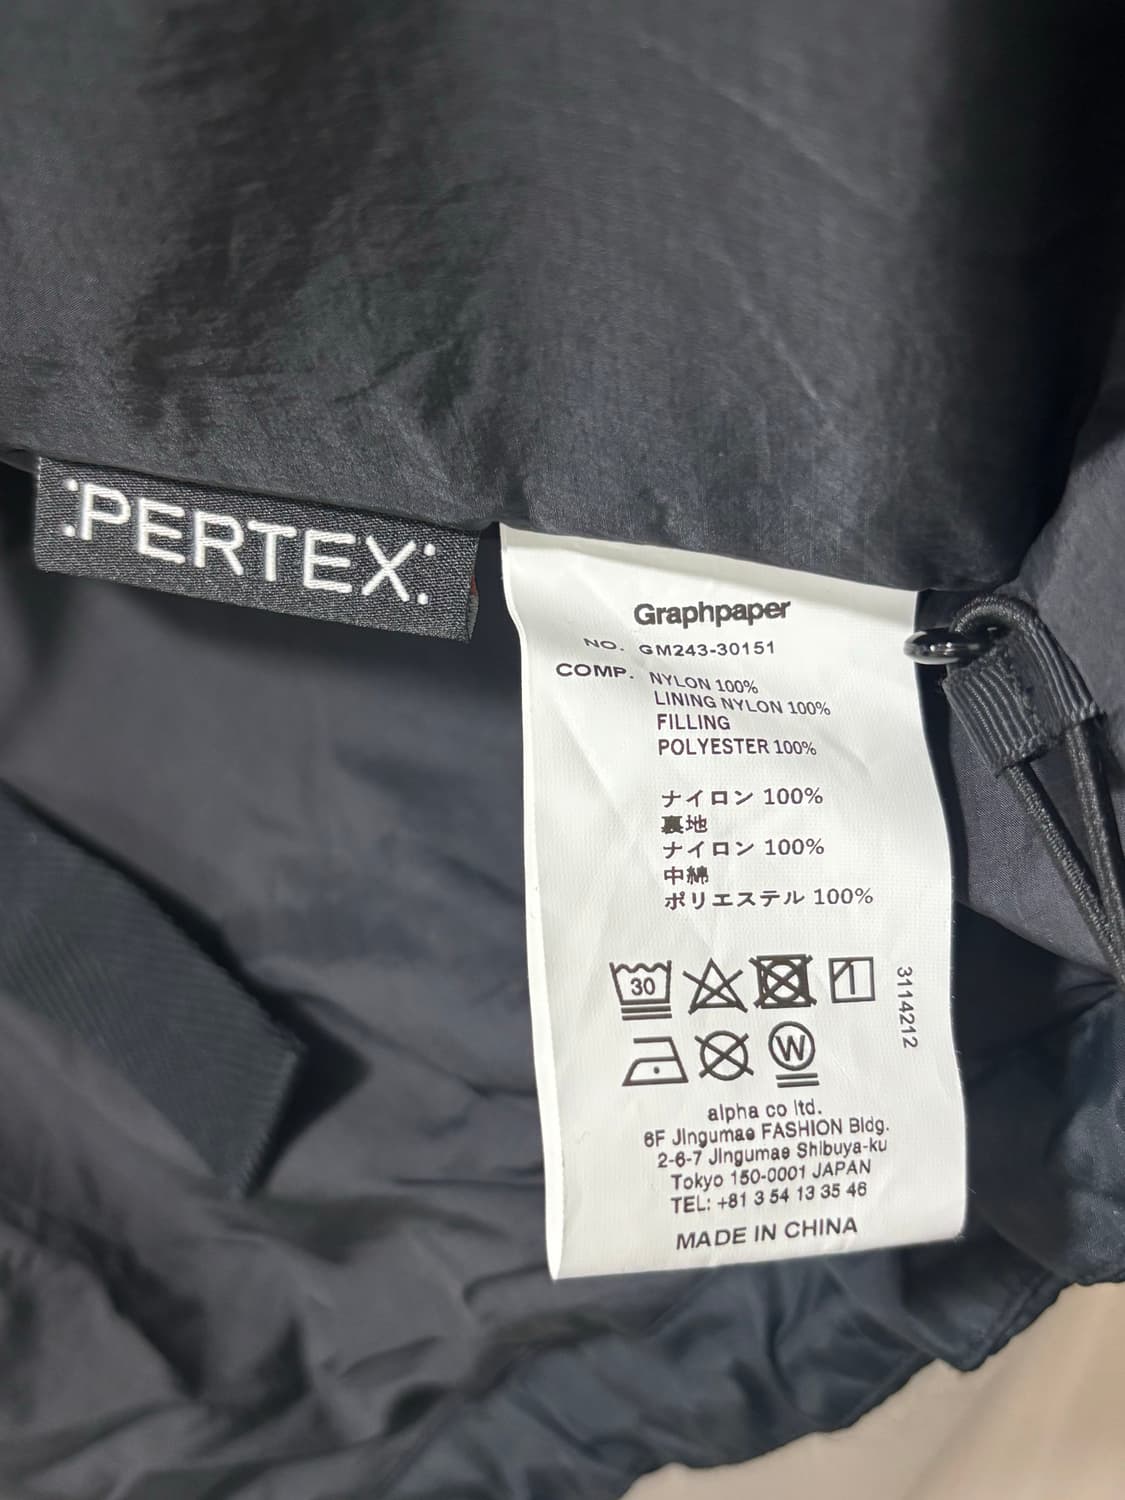 :PERTEX:
Graphpaper
NO. GM243-30151
COMP. NYLON 100%
LINING NYLON 100%
FILLING
POLYESTER 100%
ナイロン 100%
裏地
ナイロン 100%
中綿
ポリエステル 100%
30
W
3114212
alpha co ltd.
6F Jingumae FASHION Bldg.
2-6-7 Jingumae Shibuya-ku
Tokyo 150-0001 JAPAN
TEL: +81 3 54 13 35 46
MADE IN CHINA